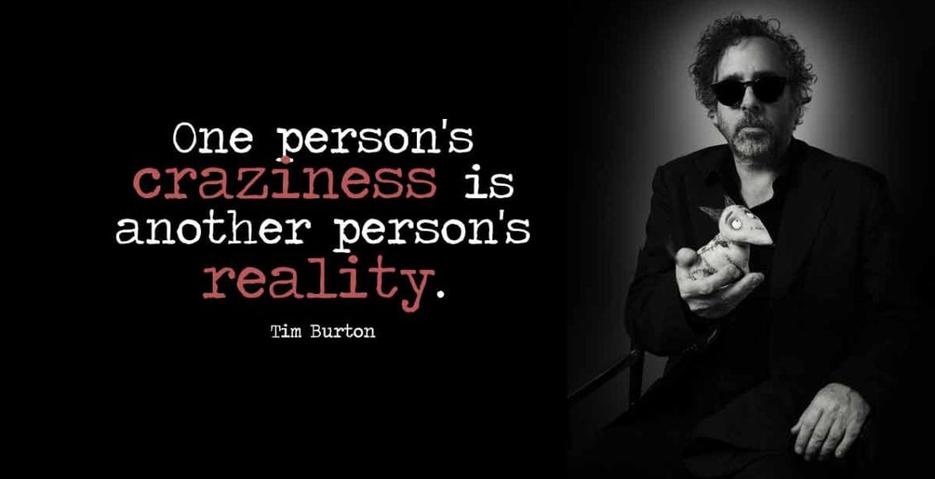 One person's
craziness is
another person's
reality.
Tim Burton